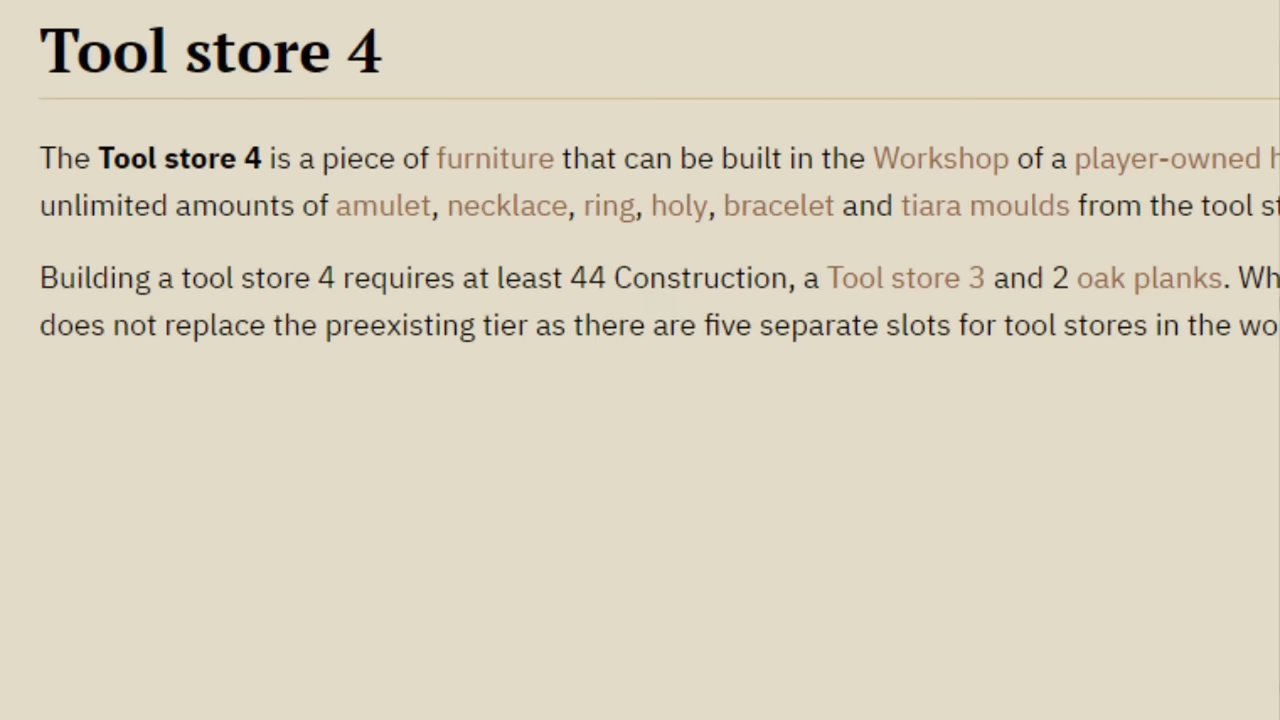 Tool store 4
The Tool store 4 is a piece of furniture that can be built in the Workshop of a player-owned
unlimited amounts of amulet, necklace, ring, holy, bracelet and tiara moulds from the tool
Building a tool store 4 requires at least 44 Construction, a Tool store 3 and 2 oak planks.
does not replace the preexisting tier as there are five separate slots for tool stores in the